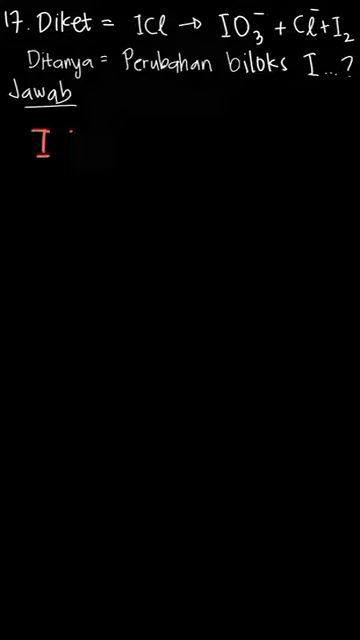 17. Diket = ICl → IO₃⁻ + Cl⁻ + I₂
Ditanya = Perubahan biloks I...?
Jawab
I